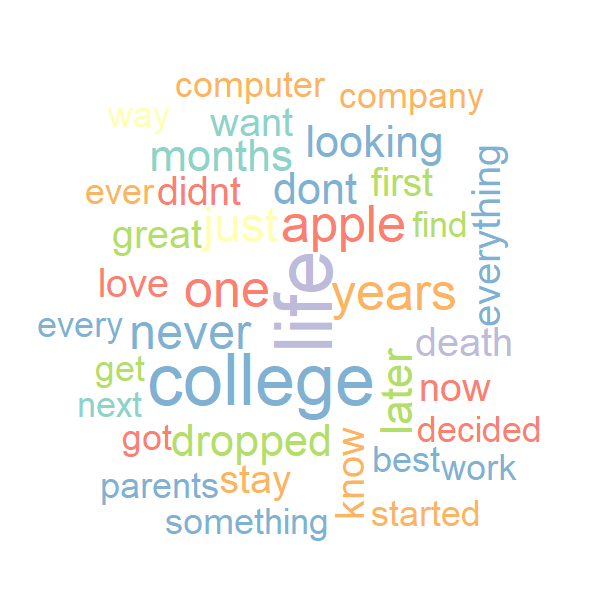 computer
company
way
want
looking
months
ever
didnt
dont
first
everything
great
just
apple
find
love
one
life
years
every
never
death
get
college
later
now
next
got
dropped
decided
best
work
parents
stay
know
something
started